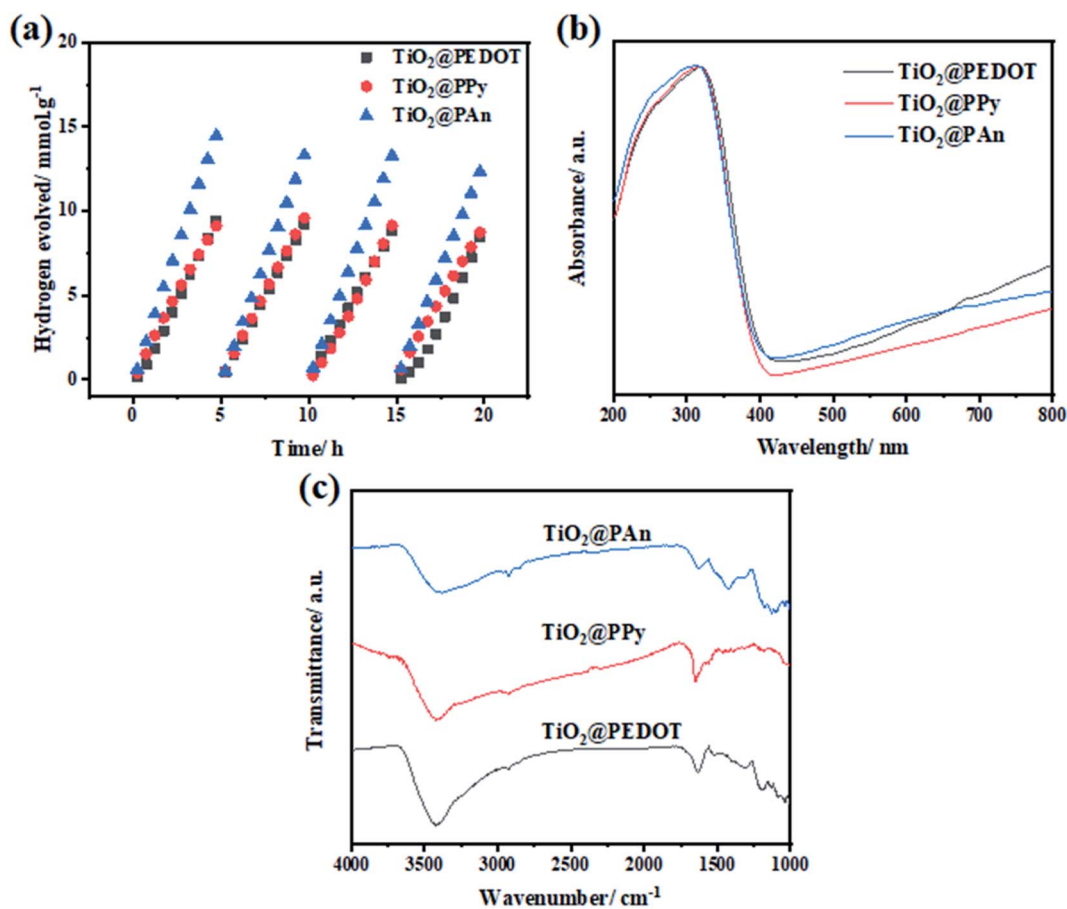 (a)
20
15
10
5
0
Hydrogen evolved/ mmol.g⁻¹
TiO₂@PEDOT
TiO₂@PPy
TiO₂@PAn
0 5 10 15 20
Time/ h
(b)
Absorbance/ a.u.
TiO₂@PEDOT
TiO₂@PPy
TiO₂@PAn
200 300 400 500 600 700 800
Wavelength/ nm
(c)
Transmittance/ a.u.
TiO₂@PAn
TiO₂@PPy
TiO₂@PEDOT
4000 3500 3000 2500 2000 1500 1000
Wavenumber/ cm⁻¹